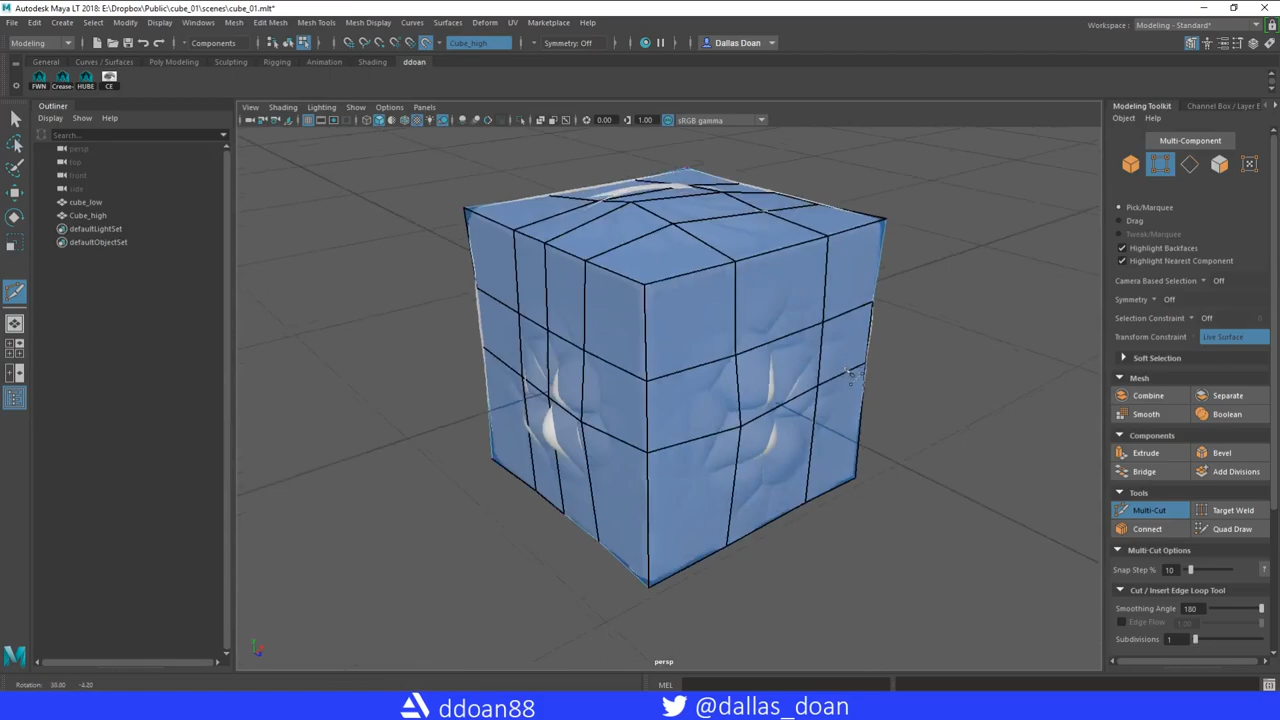 Autodesk Maya LT 2018: E:\Dropbox\Public\cube_01\scenes\cube_01.mlt*
File Edit Create Select Modify Display Windows Mesh Edit Mesh Mesh Tools Mesh Display Curves Surfaces Deform UV Marketplace Help
Workspace : Modeling - Standard*
Modeling Components Cube_high Symmetry: Off Dallas Doan
General Curves / Surfaces Poly Modeling Sculpting Rigging Animation Shading ddoan
FWN Crease- HUBE CE
Outliner
Display Show Help
Search...
persp
top
front
side
cube_low
Cube_high
defaultLightSet
defaultObjectSet
View Shading Lighting Show Options Panels
0.00 1.00 sRGB gamma
persp
Modeling Toolkit Channel Box / Layer E
Object Help
Multi-Component
Pick/Marquee
Drag
Tweak/Marquee
Highlight Backfaces
Highlight Nearest Component
Camera Based Selection Off
Symmetry Off
Selection Constraint Off
Transform Constraint Live Surface
Soft Selection
Mesh
Combine Separate
Smooth Boolean
Components
Extrude Bevel
Bridge Add Divisions
Tools
Multi-Cut Target Weld
Connect Quad Draw
Multi-Cut Options
Snap Step % 10 ?
Cut / Insert Edge Loop Tool
Smoothing Angle 180
Edge Flow 1.00
Subdivisions 1
Rotation: 30.80 -4.20
MEL
ddoan88 @dallas_doan